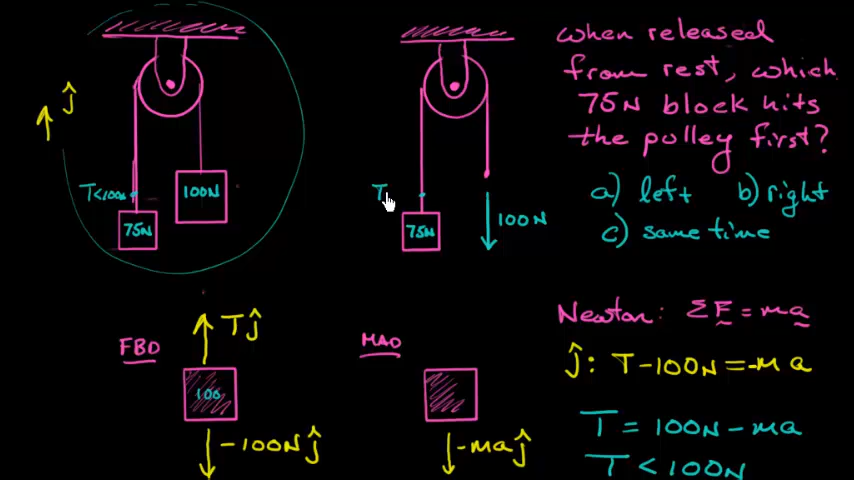 when released
from rest, which
75N block hits
the pulley first?
a) left b) right
c) same time
ĵ
T<100N
100N
75N
T
75N
100N
FBD
Tĵ
100
-100Nĵ
MAD
-maĵ
Newton: ΣF = ma
ĵ: T-100N = -ma
T = 100N - ma
T < 100N